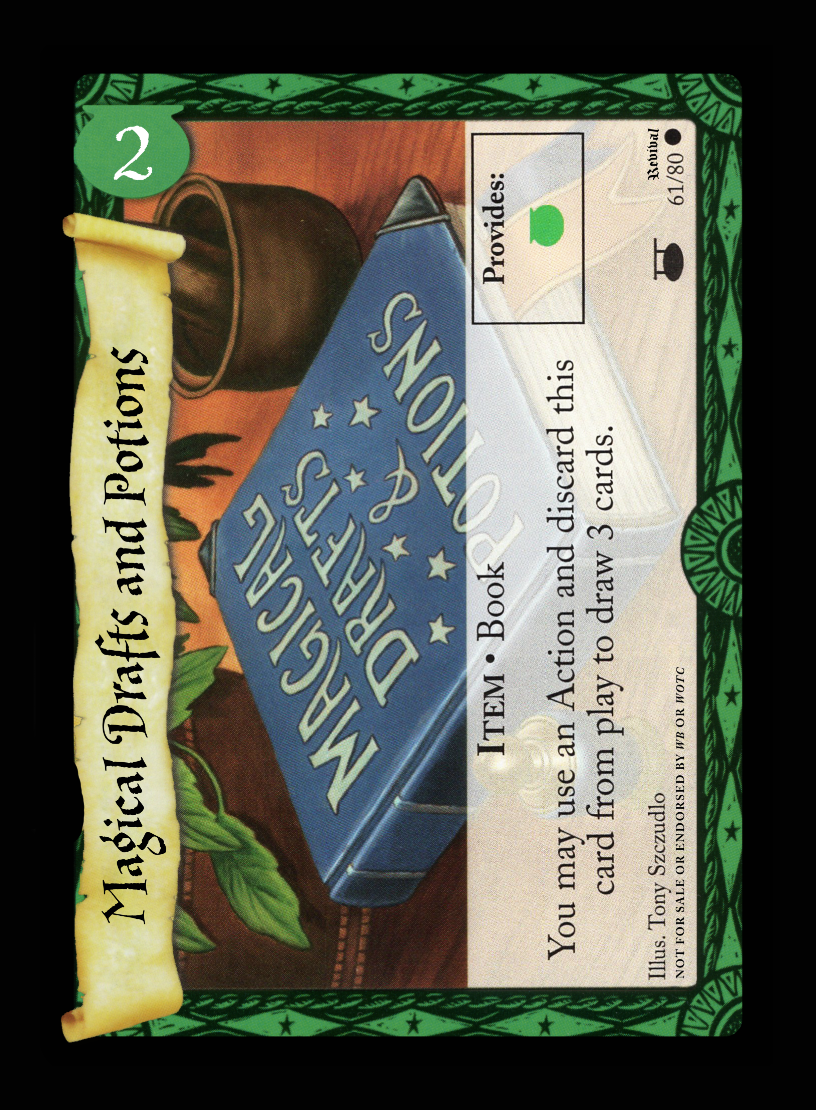 2
Magical Drafts and Potions
MAGICAL
DRAFTS
&
POTIONS
ITEM • Book
Provides:
You may use an Action and discard this
card from play to draw 3 cards.
Illus. Tony Szczudlo
NOT FOR SALE OR ENDORSED BY WB OR WOTC
Revival
61/80